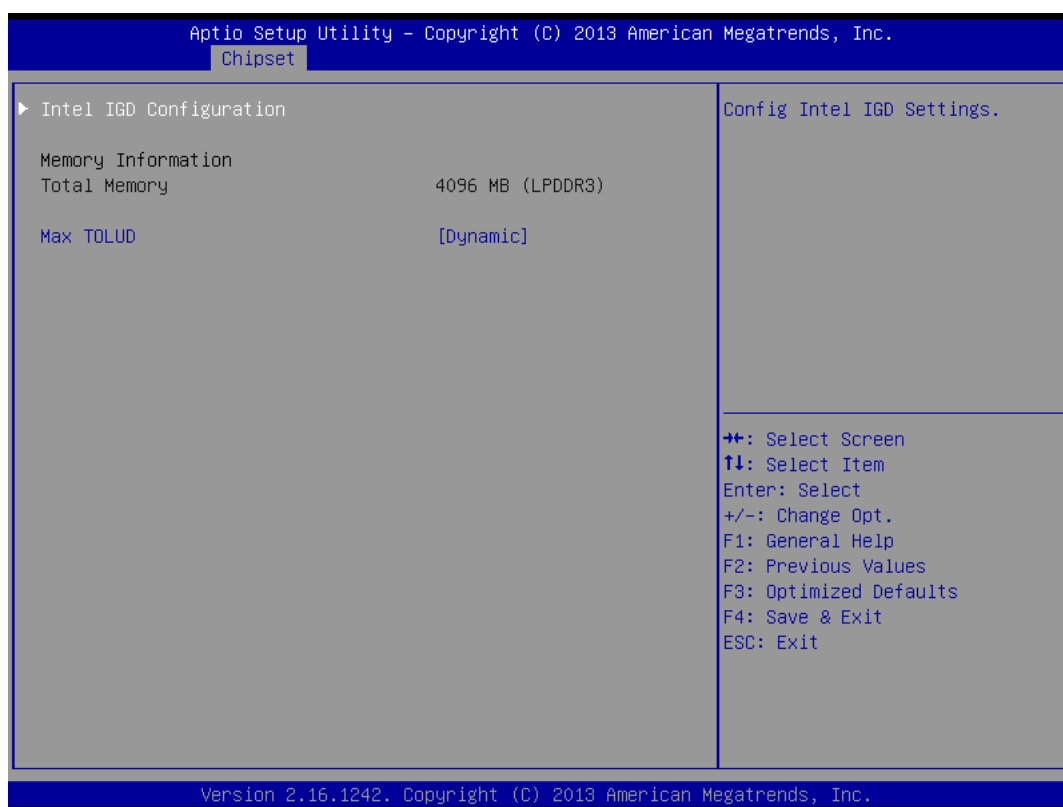 Aptio Setup Utility – Copyright (C) 2013 American Megatrends, Inc.
Chipset
▶ Intel IGD Configuration
Memory Information
Total Memory 4096 MB (LPDDR3)
Max TOLUD [Dynamic]
Config Intel IGD Settings.
→←: Select Screen
↑↓: Select Item
Enter: Select
+/-: Change Opt.
F1: General Help
F2: Previous Values
F3: Optimized Defaults
F4: Save & Exit
ESC: Exit
Version 2.16.1242. Copyright (C) 2013 American Megatrends, Inc.